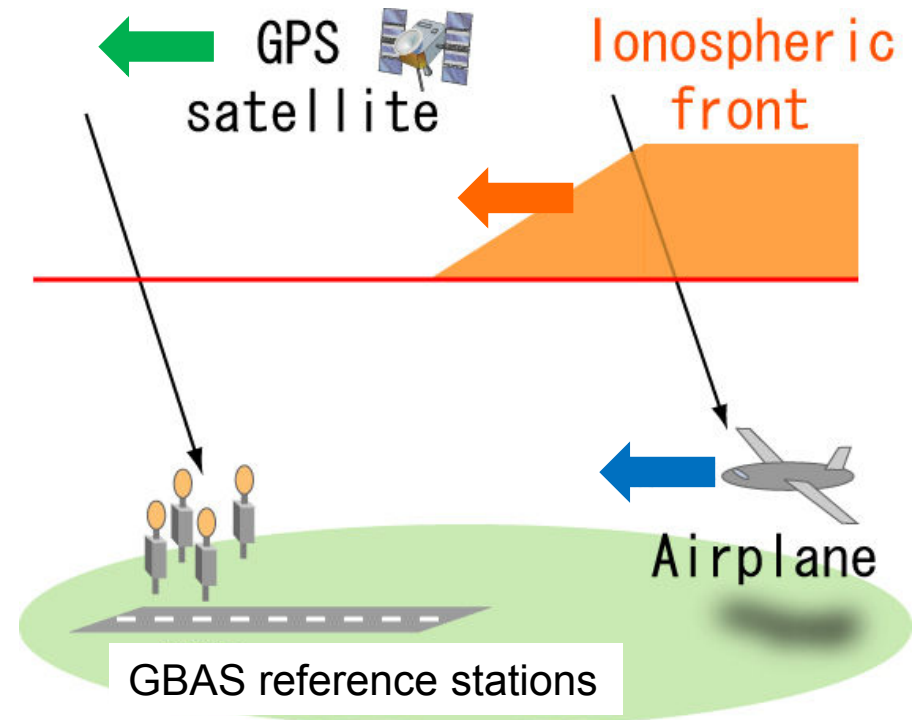 GPS
satellite
Ionospheric
front
Airplane
GBAS reference stations